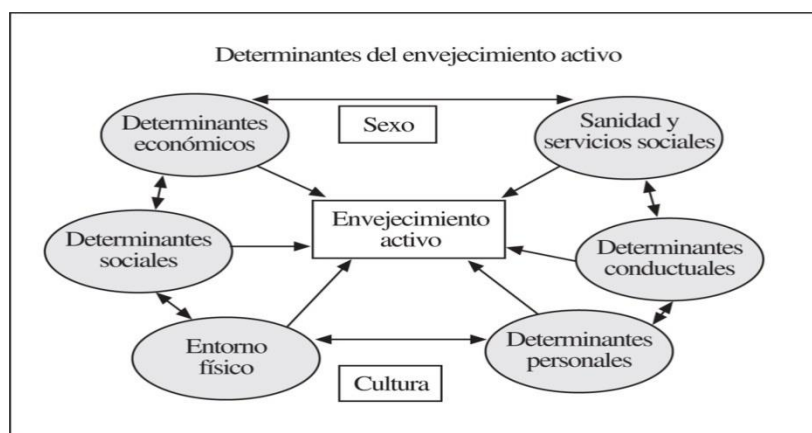 Determinantes del envejecimiento activo
Determinantes
económicos
Sexo
Sanidad y
servicios sociales
Envejecimiento
activo
Determinantes
sociales
Determinantes
conductuales
Entorno
físico
Cultura
Determinantes
personales